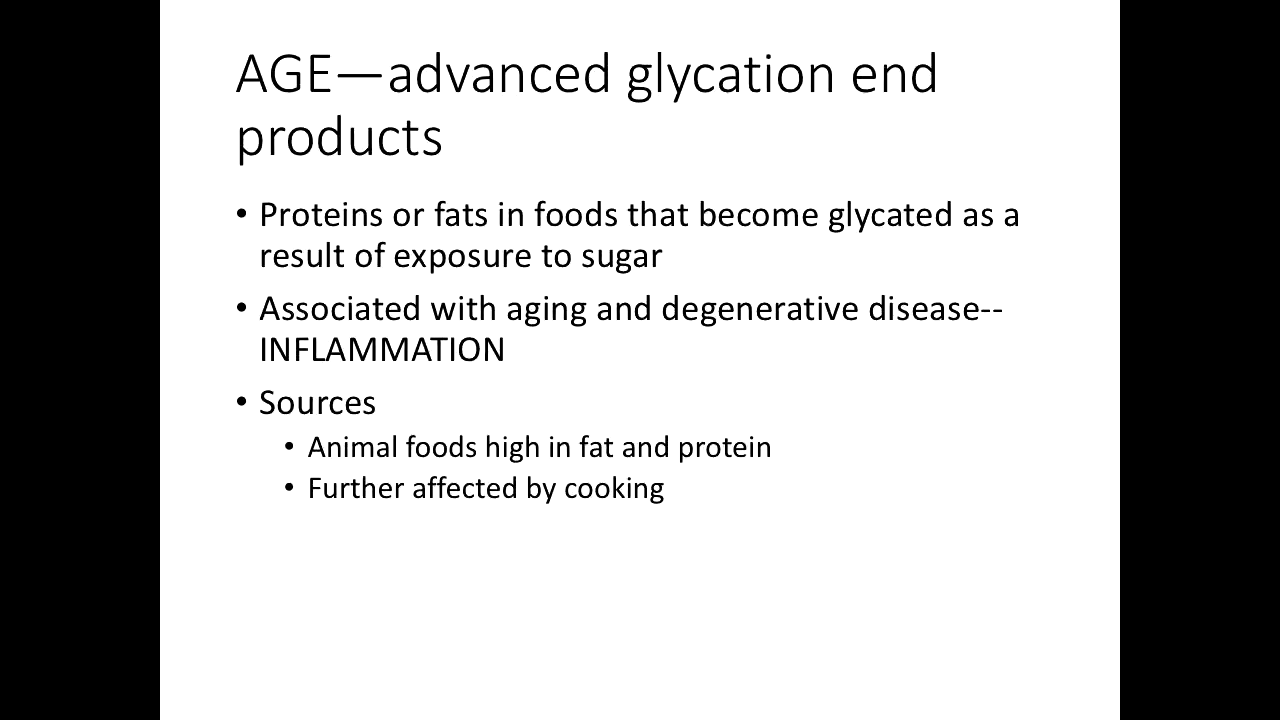 AGE—advanced glycation end
products
• Proteins or fats in foods that become glycated as a
result of exposure to sugar
• Associated with aging and degenerative disease--
INFLAMMATION
• Sources
• Animal foods high in fat and protein
• Further affected by cooking